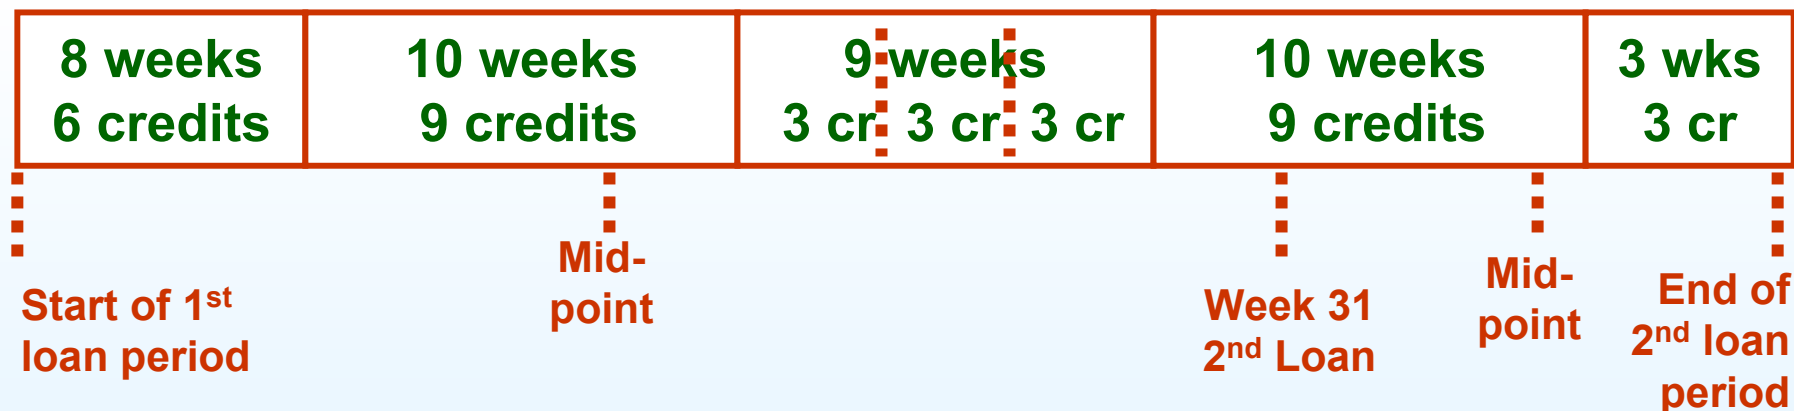 8 weeks
6 credits
10 weeks
9 credits
9 weeks
3 cr 3 cr 3 cr
10 weeks
9 credits
3 wks
3 cr
Start of 1st
loan period
Mid-
point
Week 31
2nd Loan
Mid-
point
End of
2nd loan
period